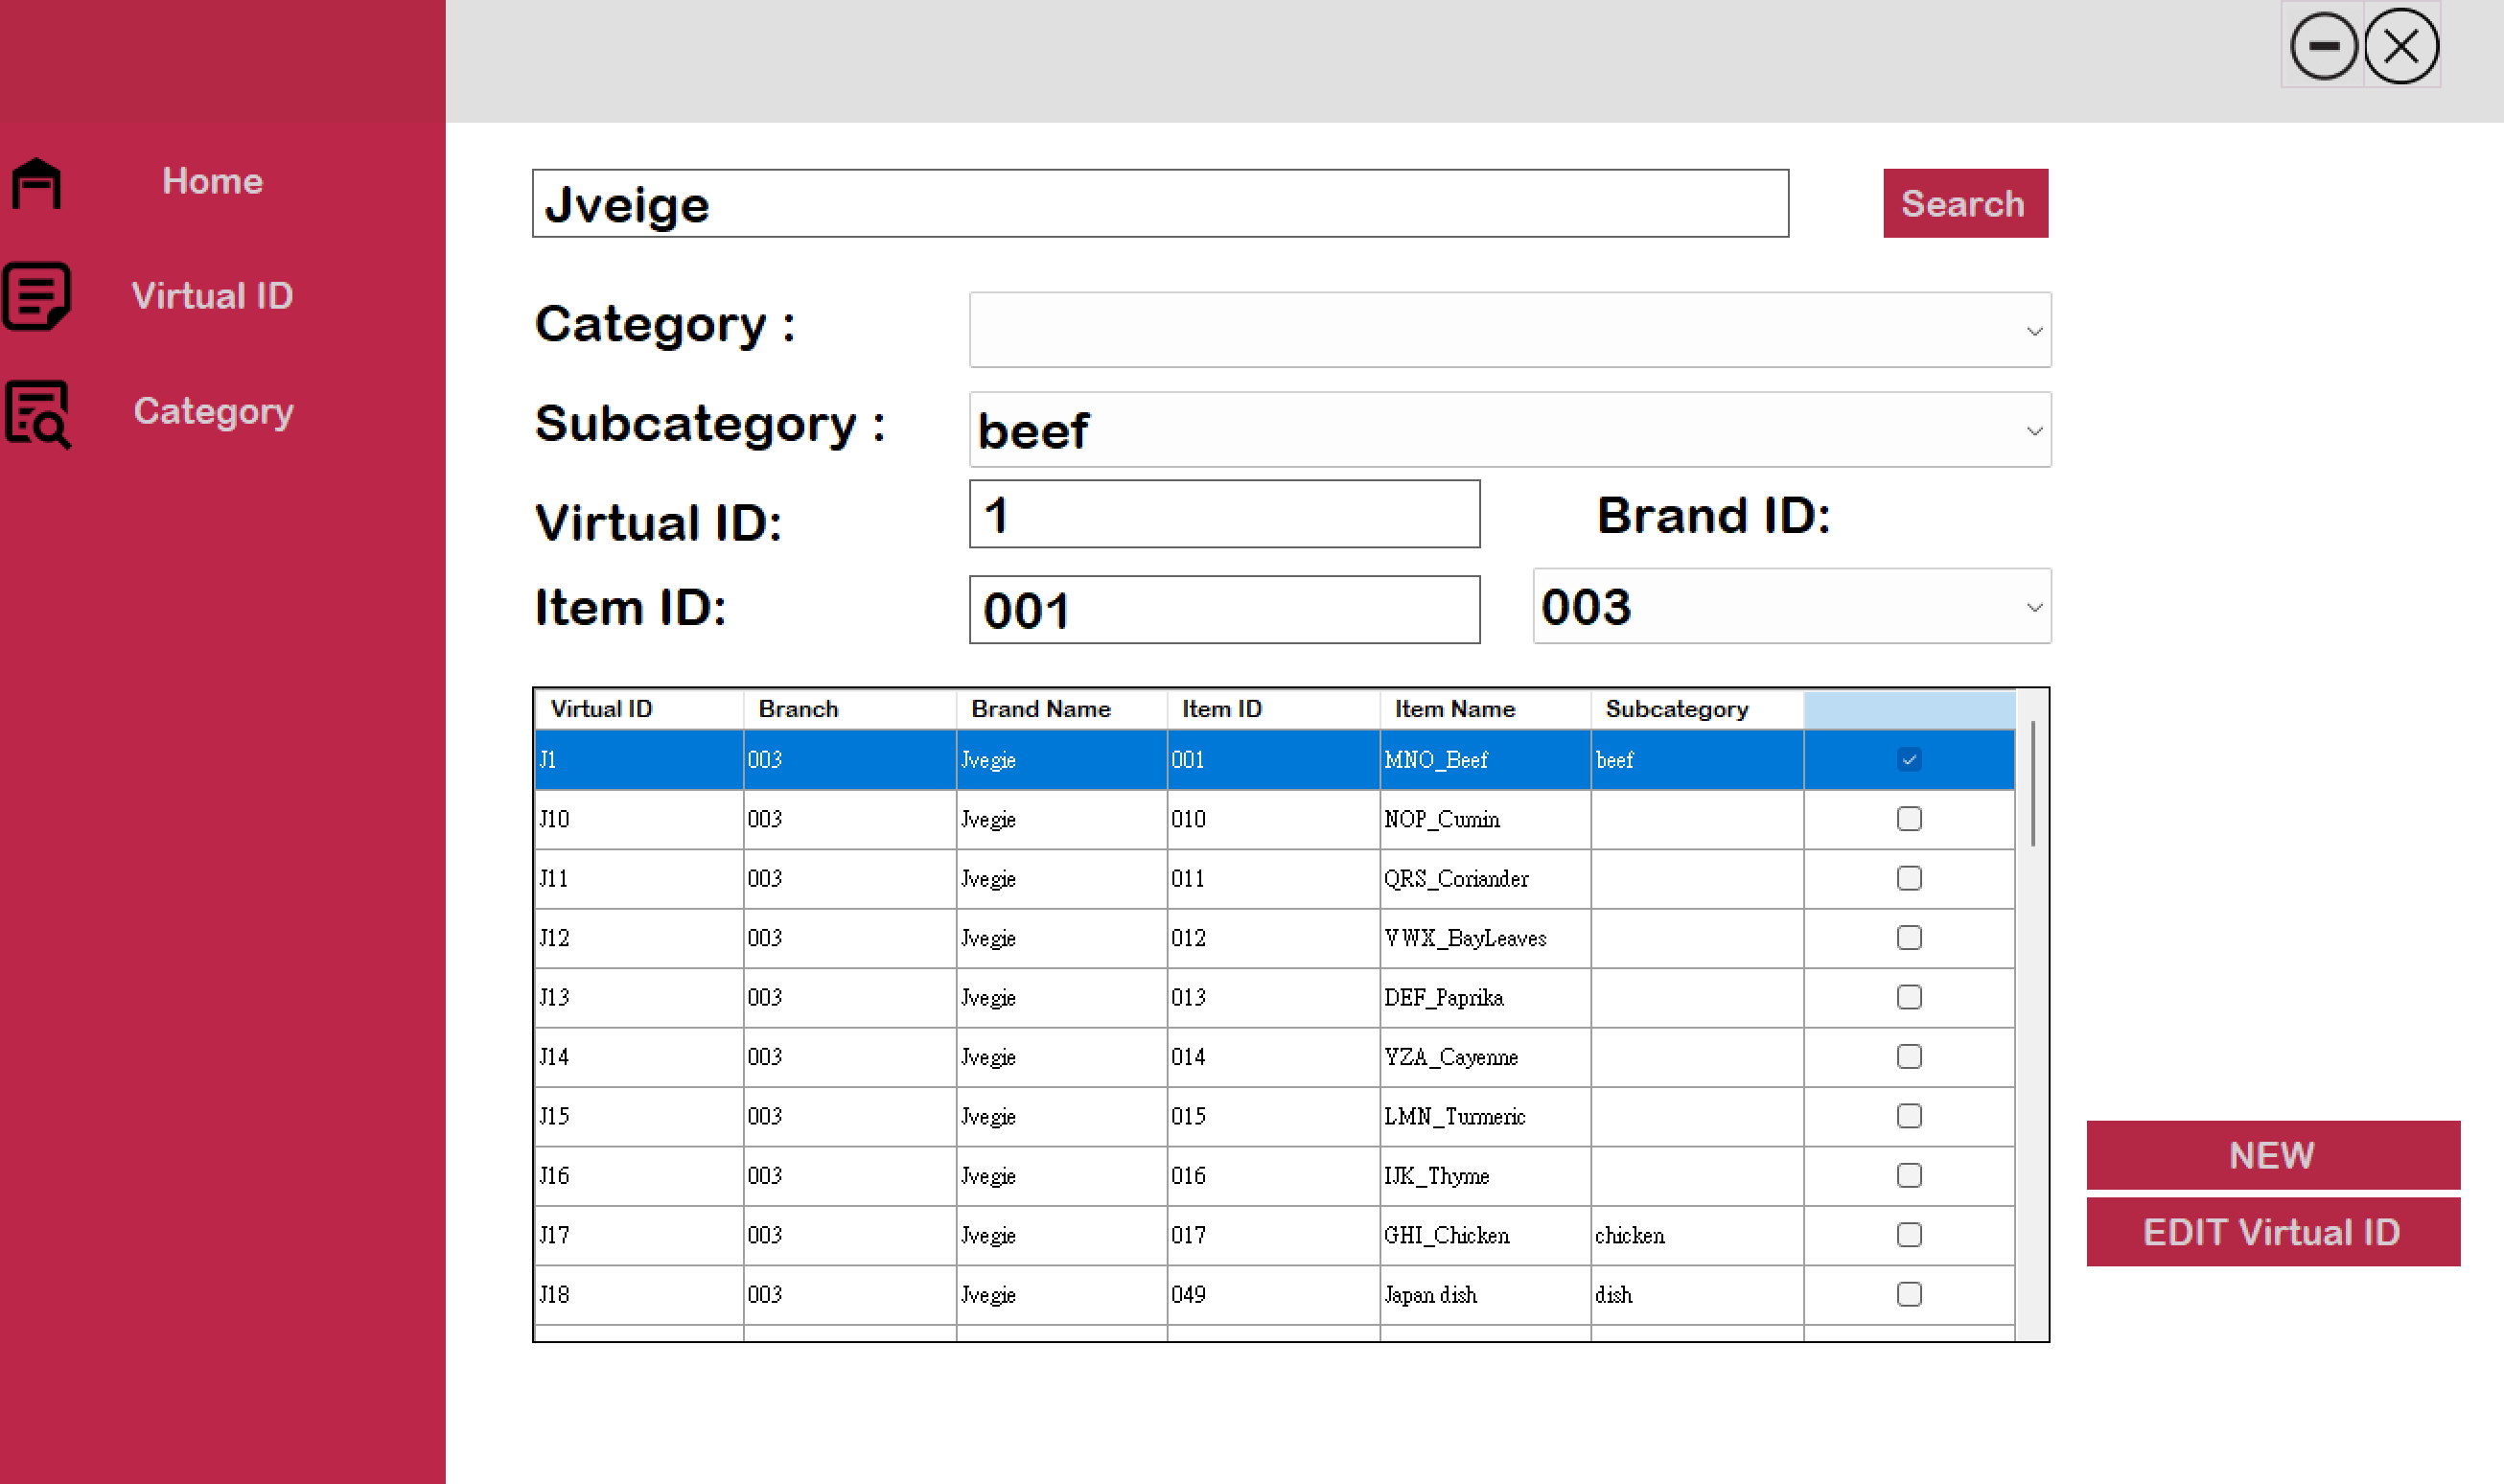 Home
Virtual ID
Category
Jveige
Search
Category :
Subcategory :
beef
Virtual ID:
1
Brand ID:
Item ID:
001
003
Virtual ID Branch Brand Name Item ID Item Name Subcategory
J1 003 Jvegie 001 MNO_Beef beef
J10 003 Jvegie 010 NOP_Cumin
J11 003 Jvegie 011 QRS_Coriander
J12 003 Jvegie 012 VWX_BayLeaves
J13 003 Jvegie 013 DEF_Paprika
J14 003 Jvegie 014 YZA_Cayenne
J15 003 Jvegie 015 LMN_Turmeric
J16 003 Jvegie 016 IJK_Thyme
J17 003 Jvegie 017 GHI_Chicken chicken
J18 003 Jvegie 049 Japan dish dish
NEW
EDIT Virtual ID